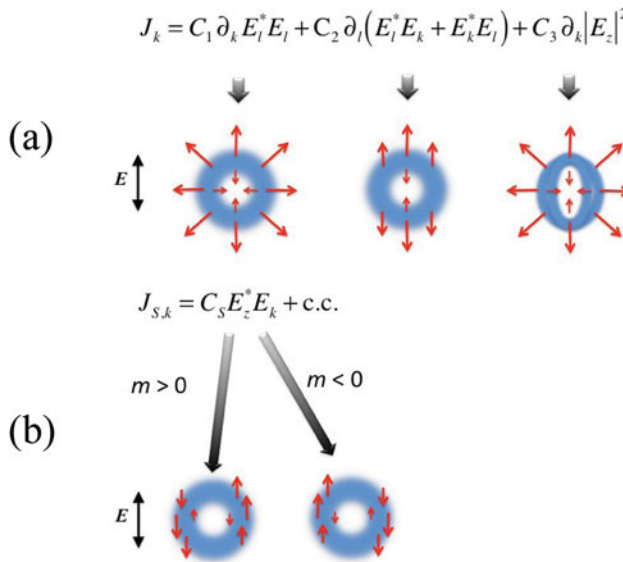 J_k = C_1 ∂_k E_l^* E_l + C_2 ∂_l (E_l^* E_k + E_k^* E_l) + C_3 ∂_k |E_z|^2
(a)
E
J_{S,k} = C_S E_z^* E_k + c.c.
m > 0 m < 0
(b)
E